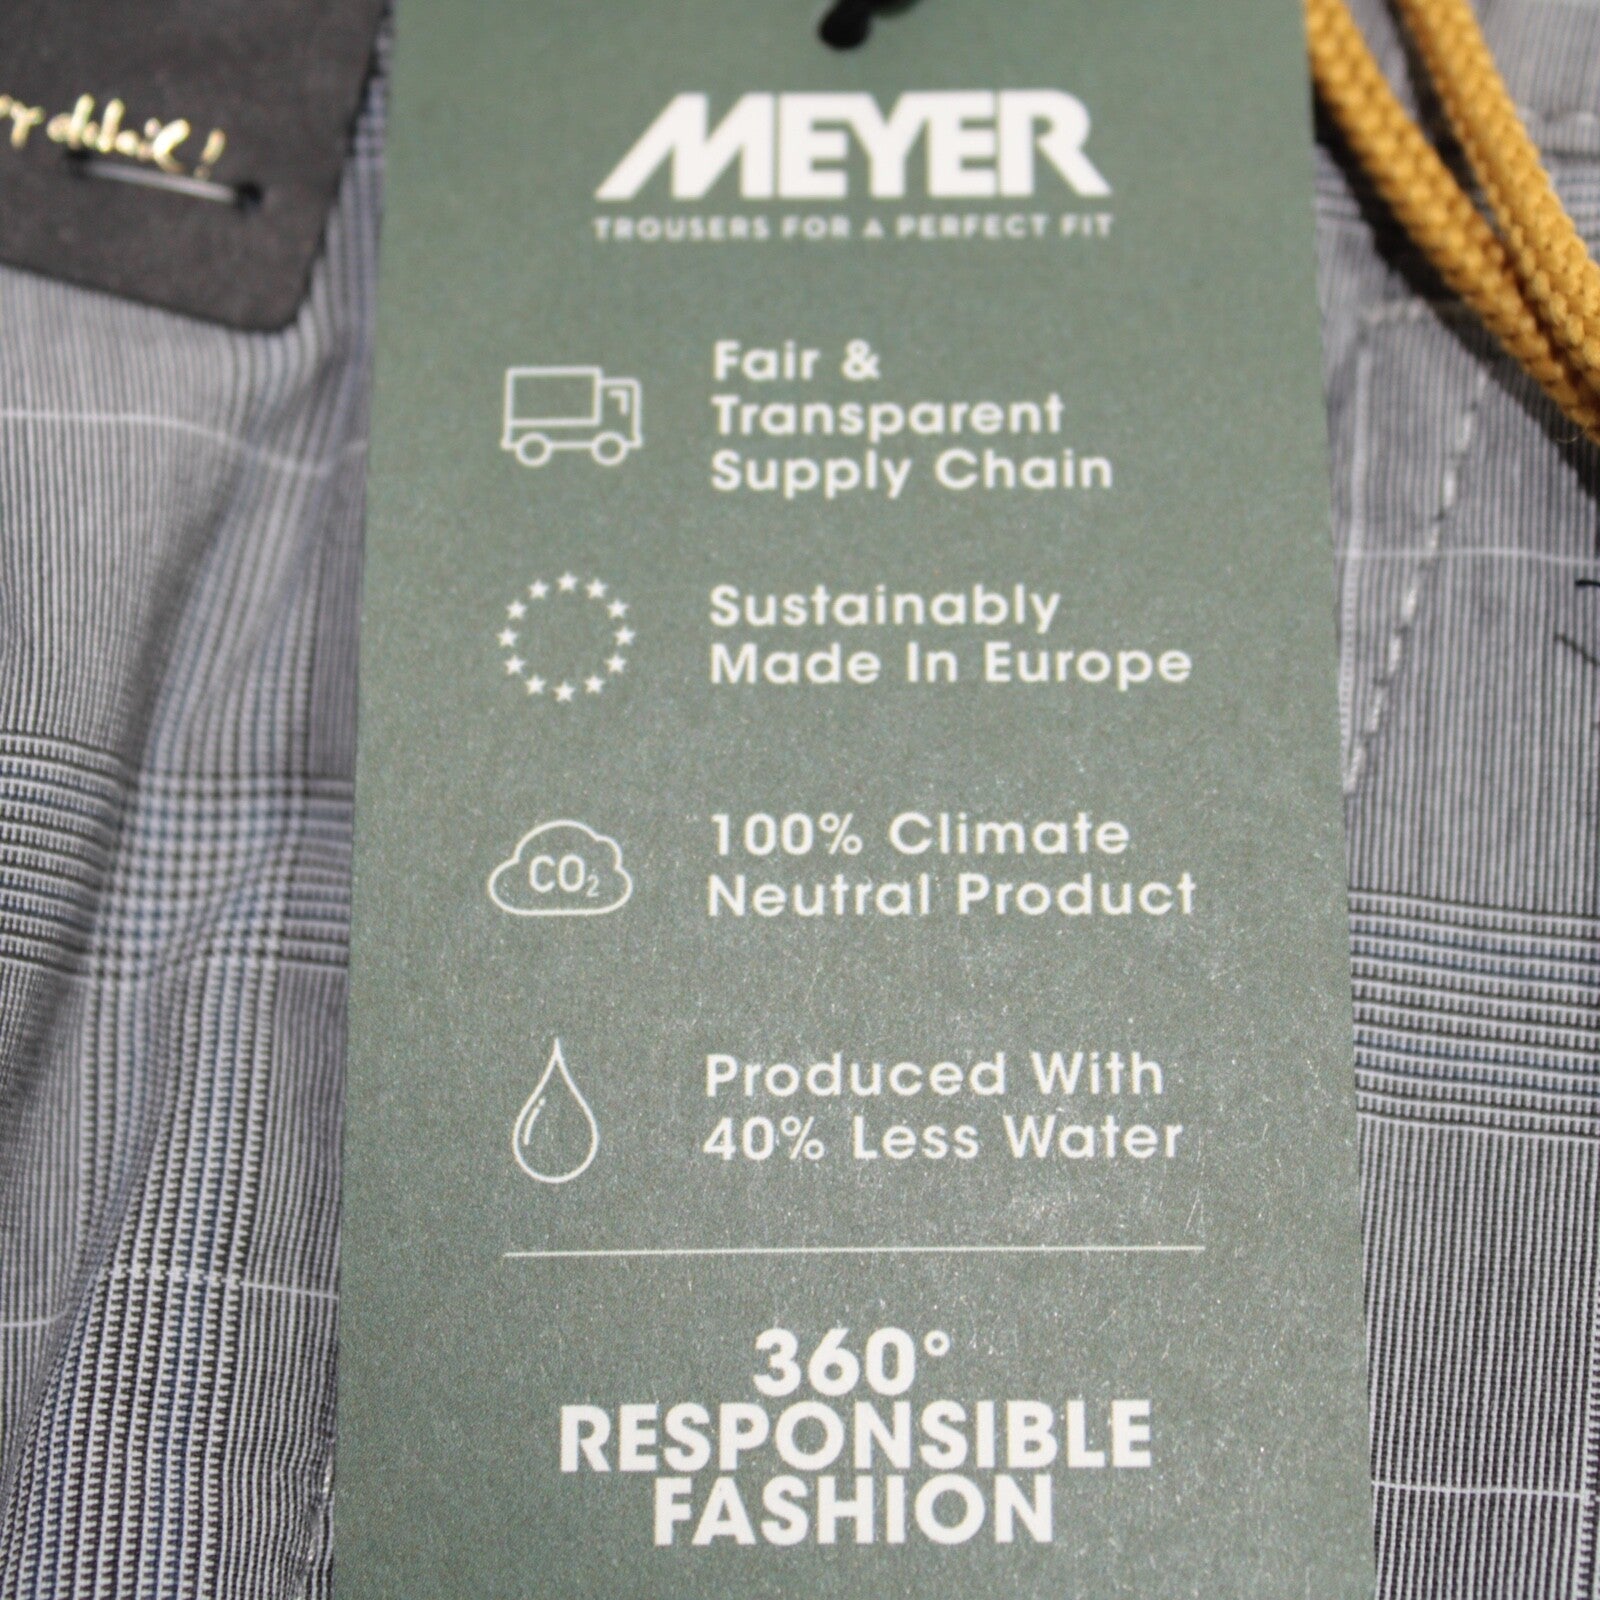 detail!
MEYER
TROUSERS FOR A PERFECT FIT
Fair &
Transparent
Supply Chain
Sustainably
Made In Europe
CO₂
100% Climate
Neutral Product
Produced With
40% Less Water
360°
RESPONSIBLE
FASHION